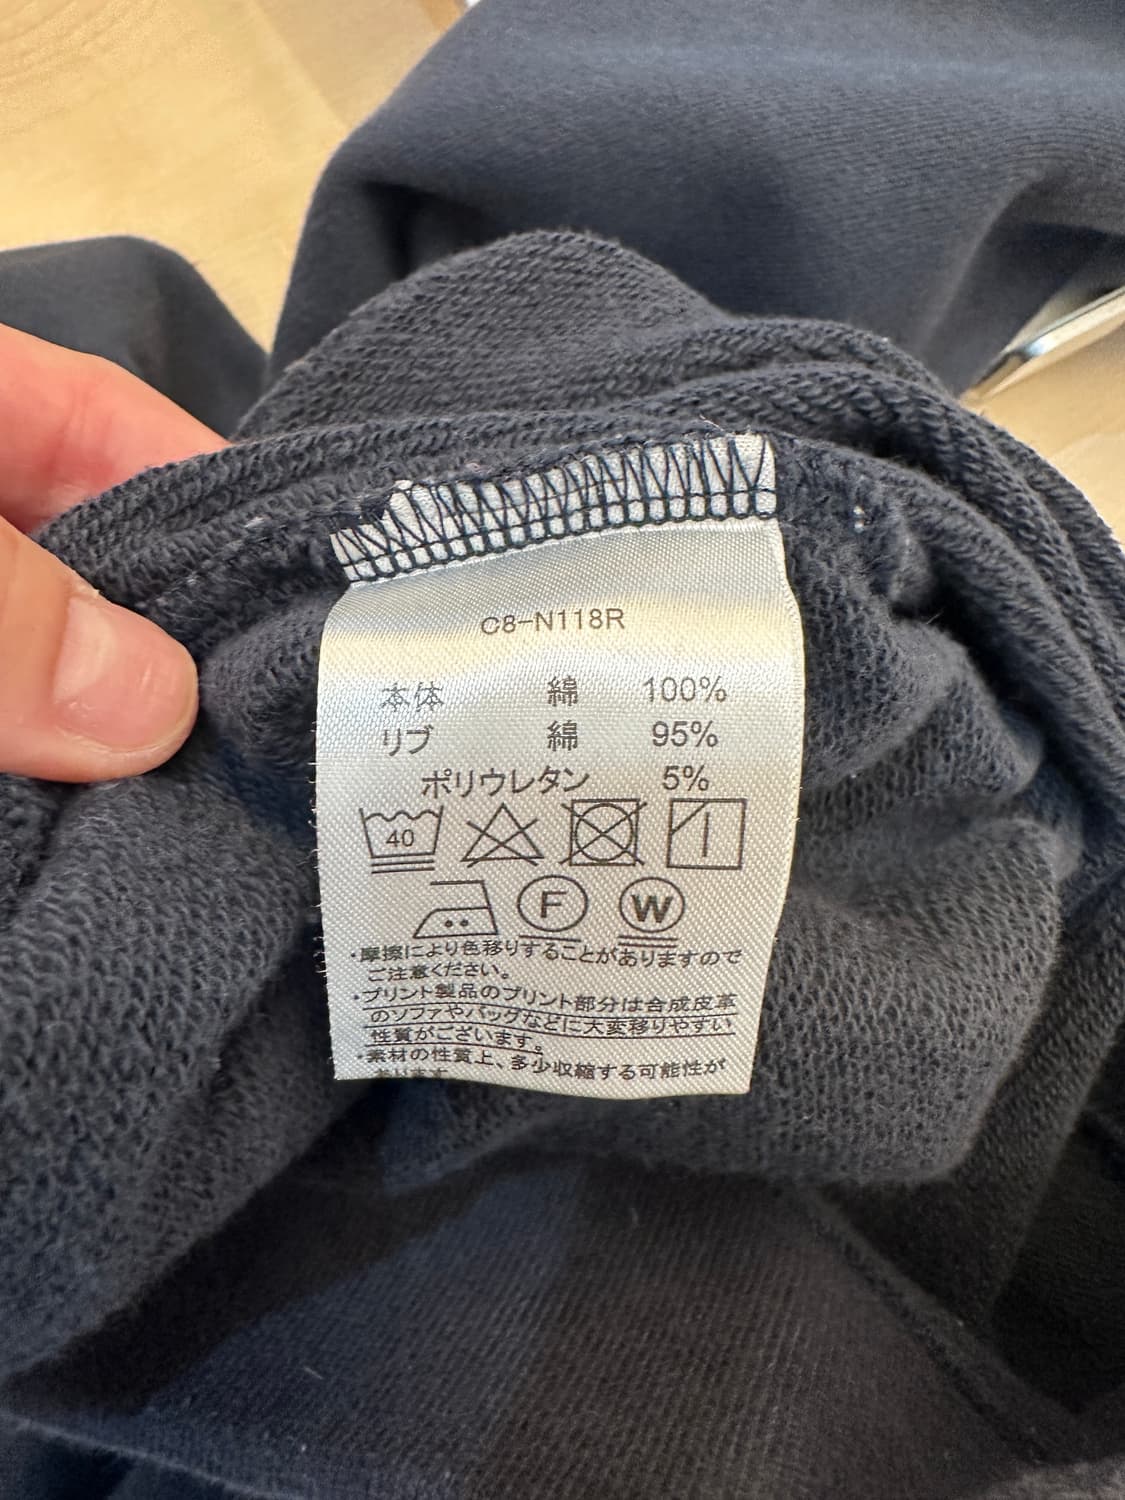 C8-N118R
本体 綿 100%
リブ 綿 95%
ポリウレタン 5%
40
F W
・摩擦により色移りすることがありますので
ご注意ください。
・プリント製品のプリント部分は合成皮革
のソファやバッグなどに大変移りやすい
性質がございます。
・素材の性質上、多少収縮する可能性が
あります